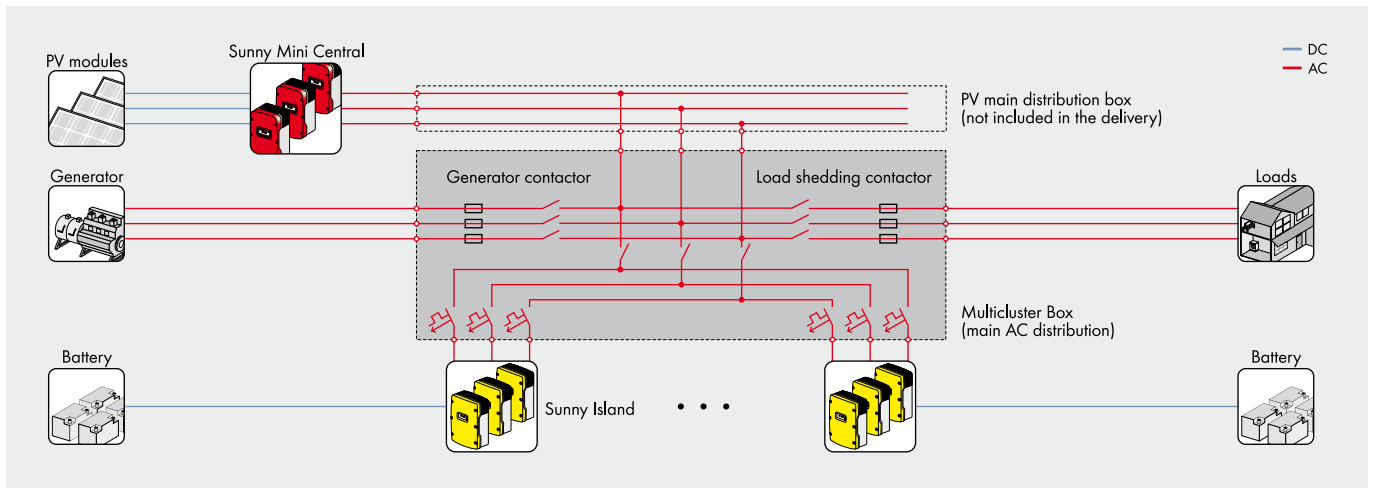 PV modules
Sunny Mini Central
DC
AC
PV main distribution box
(not included in the delivery)
Generator
Generator contactor
Load shedding contactor
Loads
Multicluster Box
(main AC distribution)
Battery
Sunny Island
• • •
Battery